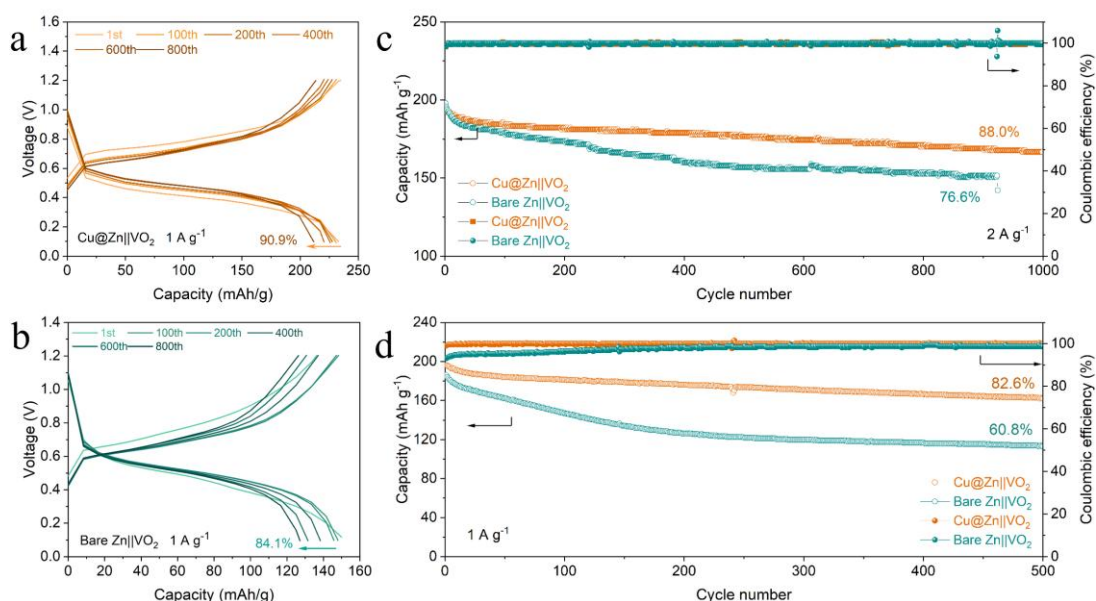 a
1st 100th 200th 400th
600th 800th
1.6
1.4
1.2
1.0
0.8
0.6
0.4
0.2
0.0
Voltage (V)
Cu@Zn||VO₂ 1 A g⁻¹
90.9%
0 50 100 150 200
Capacity (mAh/g)
c
250
200
150
100
Capacity (mAh g⁻¹)
Cu@Zn||VO₂
Bare Zn||VO₂
Cu@Zn||VO₂
Bare Zn||VO₂
88.0%
76.6%
2 A g⁻¹
100
80
60
40
20
0
Coulombic efficiency (%)
0 200 400 600 800 1000
Cycle number
b
1st 100th 200th 400th
600th 800th
1.4
1.2
1.0
0.8
0.6
0.4
0.2
0.0
Voltage (V)
Bare Zn||VO₂ 1 A g⁻¹
84.1%
0 20 40 60 80 100 120 140 160
Capacity (mAh/g)
d
240
200
160
120
80
40
0
Capacity (mAh g⁻¹)
82.6%
60.8%
Cu@Zn||VO₂
Bare Zn||VO₂
Cu@Zn||VO₂
Bare Zn||VO₂
1 A g⁻¹
100
80
60
40
20
0
Coulombic efficiency (%)
0 100 200 300 400 500
Cycle number